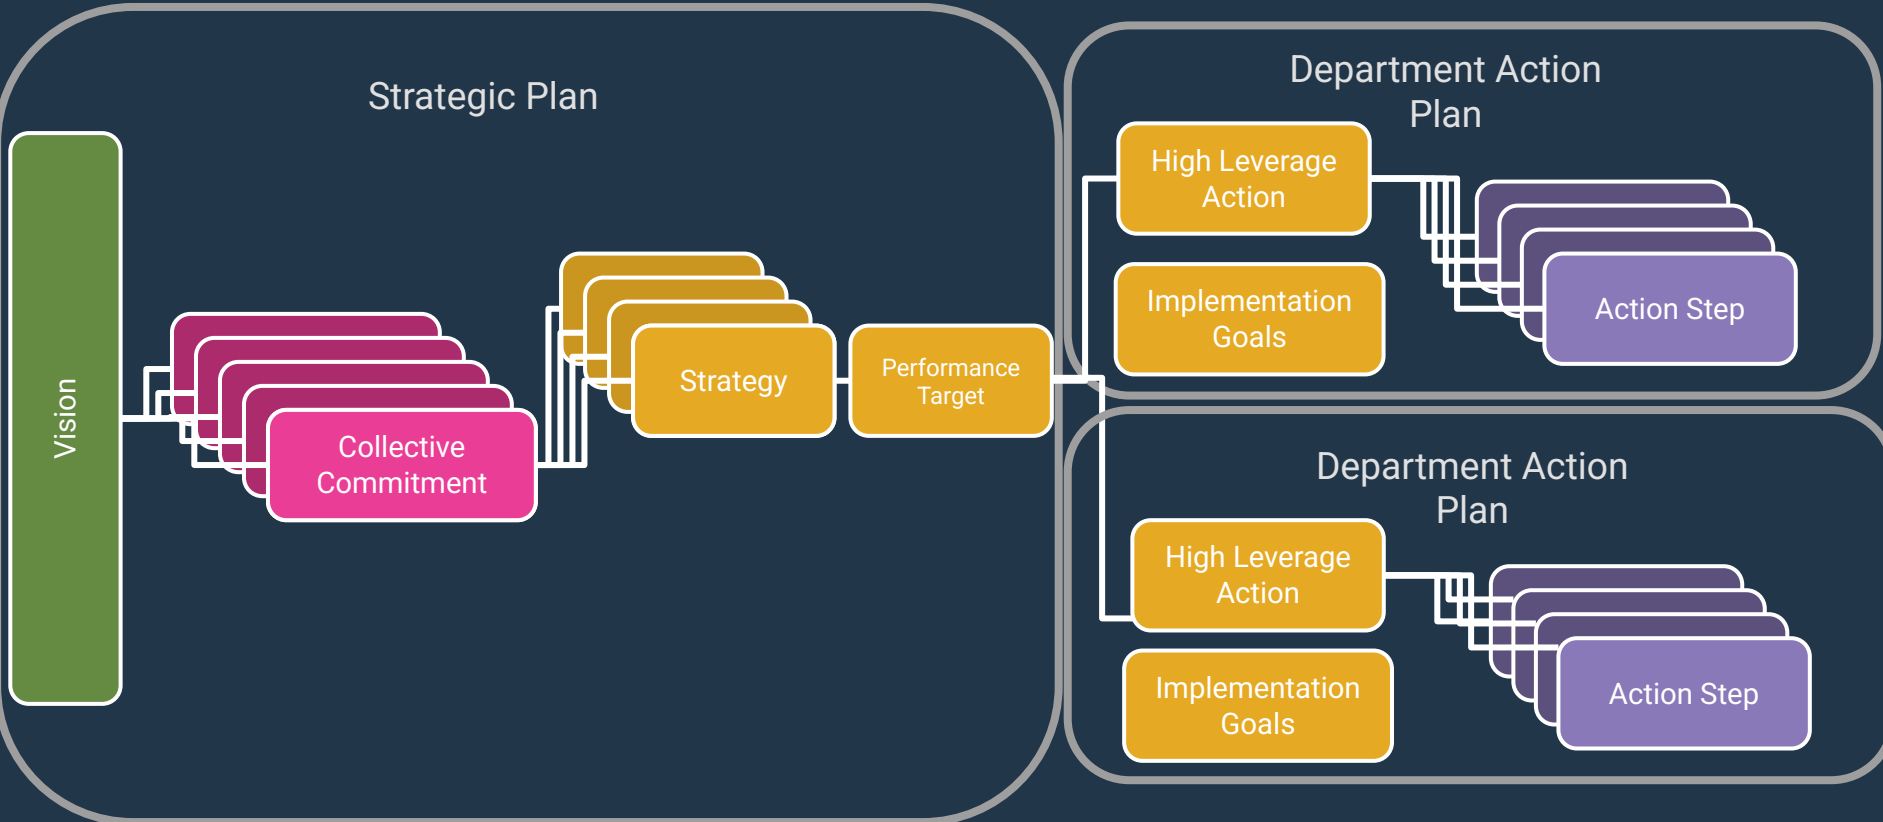 Strategic Plan
Vision
Collective
Commitment
Strategy
Performance
Target
Department Action
Plan
High Leverage
Action
Implementation
Goals
Action Step
Department Action
Plan
High Leverage
Action
Implementation
Goals
Action Step